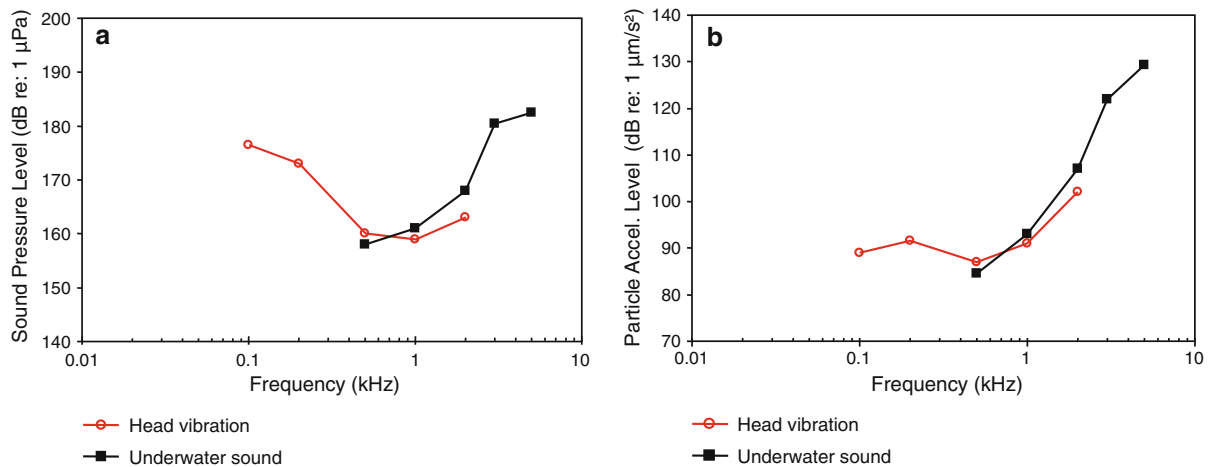 a
Sound Pressure Level (dB re: 1 µPa)
200
190
180
170
160
150
140
0.01
0.1
1
10
Frequency (kHz)
Head vibration
Underwater sound
b
Particle Accel. Level (dB re: 1 µm/s²)
140
130
120
110
100
90
80
70
0.01
0.1
1
10
Frequency (kHz)
Head vibration
Underwater sound